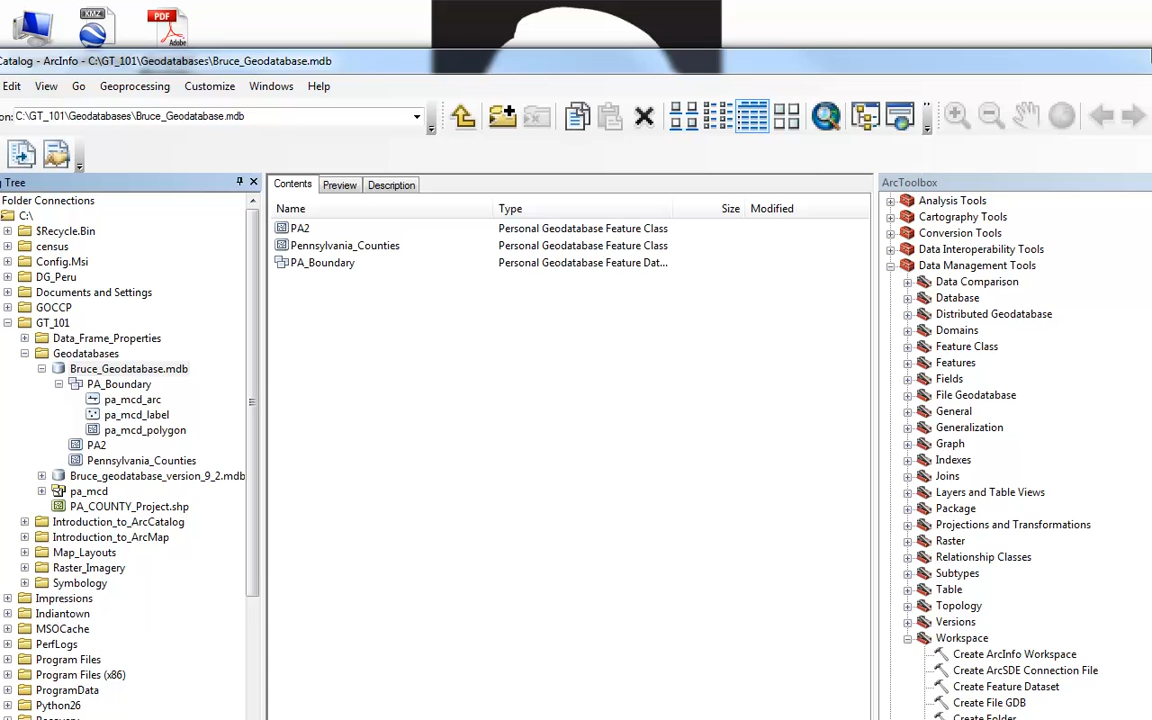 KMZ
PDF
Adobe
Catalog - ArcInfo - C:\GT_101\Geodatabases\Bruce_Geodatabase.mdb
Edit View Go Geoprocessing Customize Windows Help
on: C:\GT_101\Geodatabases\Bruce_Geodatabase.mdb
Tree
Folder Connections
C:\
$Recycle.Bin
census
Config.Msi
DG_Peru
Documents and Settings
GOCCP
GT_101
Data_Frame_Properties
Geodatabases
Bruce_Geodatabase.mdb
PA_Boundary
pa_mcd_arc
pa_mcd_label
pa_mcd_polygon
PA2
Pennsylvania_Counties
Bruce_geodatabase_version_9_2.mdb
pa_mcd
PA_COUNTY_Project.shp
Introduction_to_ArcCatalog
Introduction_to_ArcMap
Map_Layouts
Raster_Imagery
Symbology
Impressions
Indiantown
MSOCache
PerfLogs
Program Files
Program Files (x86)
ProgramData
Python26
Contents Preview Description
Name Type Size Modified
PA2 Personal Geodatabase Feature Class
Pennsylvania_Counties Personal Geodatabase Feature Class
PA_Boundary Personal Geodatabase Feature Dat...
ArcToolbox
Analysis Tools
Cartography Tools
Conversion Tools
Data Interoperability Tools
Data Management Tools
Data Comparison
Database
Distributed Geodatabase
Domains
Feature Class
Features
Fields
File Geodatabase
General
Generalization
Graph
Indexes
Joins
Layers and Table Views
Package
Projections and Transformations
Raster
Relationship Classes
Subtypes
Table
Topology
Versions
Workspace
Create ArcInfo Workspace
Create ArcSDE Connection File
Create Feature Dataset
Create File GDB
Create Folder